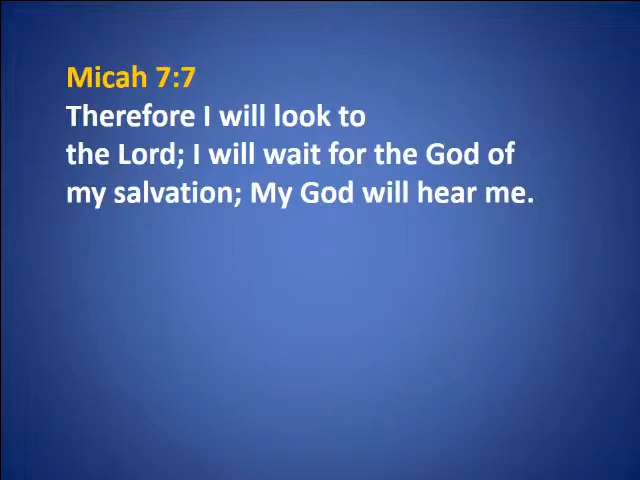 Micah 7:7
Therefore I will look to
the Lord; I will wait for the God of
my salvation; My God will hear me.